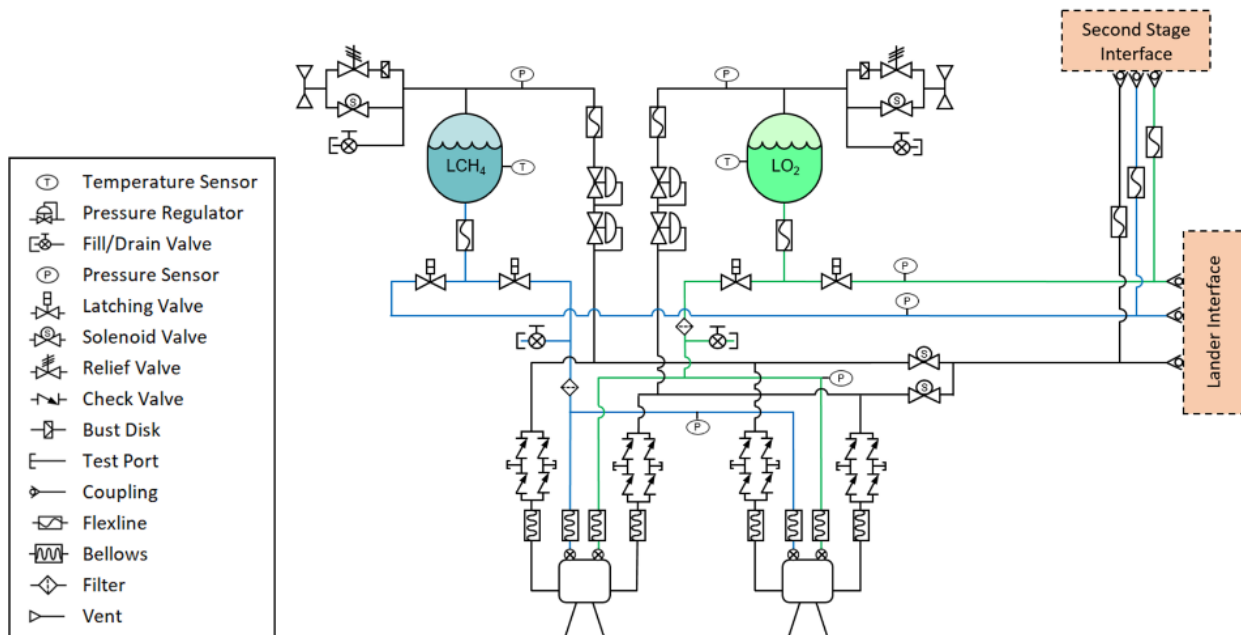 Second Stage
Interface
P
P
S
S
LCH4
T
T
LO2
T
Temperature Sensor
Pressure Regulator
Fill/Drain Valve
P
Pressure Sensor
Latching Valve
S
Solenoid Valve
Relief Valve
Check Valve
Bust Disk
Test Port
Coupling
Flexline
Bellows
Filter
Vent
P
P
Lander Interface
S
P
S
P